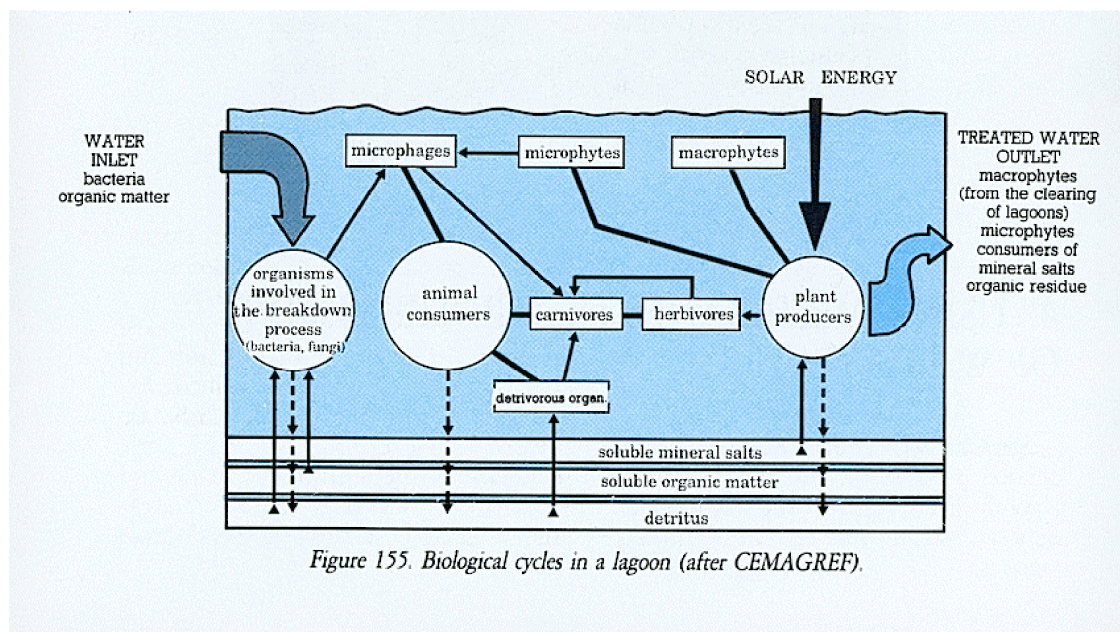 SOLAR ENERGY
WATER
INLET
bacteria
organic matter
microphages
microphytes
macrophytes
TREATED WATER
OUTLET
macrophytes
(from the clearing
of lagoons)
microphytes
consumers of
mineral salts
organic residue
organisms
involved in
the breakdown
process
(bacteria, fungi)
animal
consumers
carnivores
herbivores
plant
producers
detrivorous organ.
soluble mineral salts
soluble organic matter
detritus
Figure 155. Biological cycles in a lagoon (after CEMAGREF).